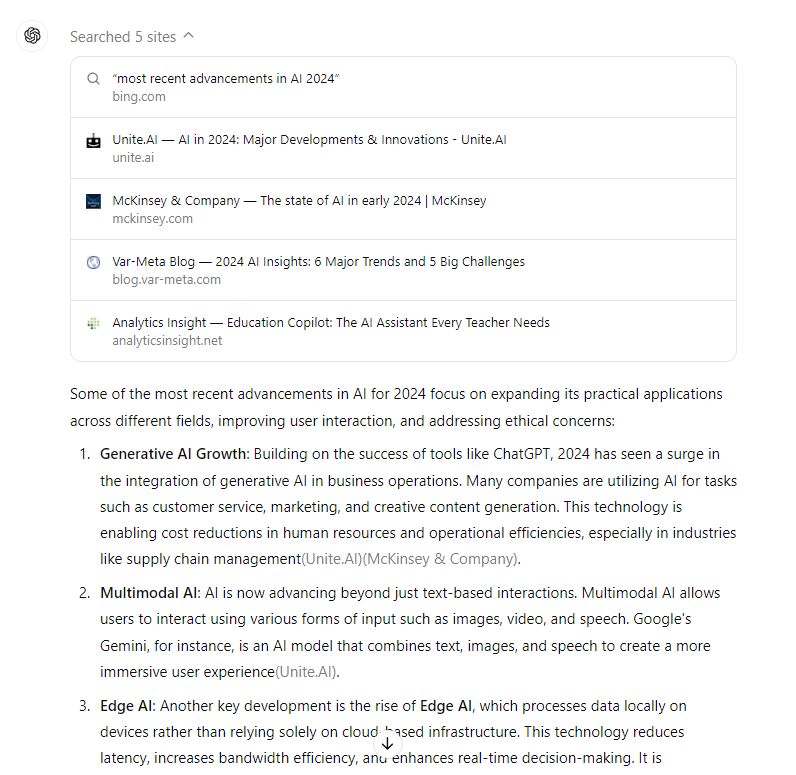 Searched 5 sites
"most recent advancements in AI 2024"
bing.com
Unite.AI — AI in 2024: Major Developments & Innovations - Unite.AI
unite.ai
McKinsey & Company — The state of AI in early 2024 | McKinsey
mckinsey.com
Var-Meta Blog — 2024 AI Insights: 6 Major Trends and 5 Big Challenges
blog.var-meta.com
Analytics Insight — Education Copilot: The AI Assistant Every Teacher Needs
analyticsinsight.net
Some of the most recent advancements in AI for 2024 focus on expanding its practical applications
across different fields, improving user interaction, and addressing ethical concerns:
1. Generative AI Growth: Building on the success of tools like ChatGPT, 2024 has seen a surge in
the integration of generative AI in business operations. Many companies are utilizing AI for tasks
such as customer service, marketing, and creative content generation. This technology is
enabling cost reductions in human resources and operational efficiencies, especially in industries
like supply chain management(Unite.AI)(McKinsey & Company).
2. Multimodal AI: AI is now advancing beyond just text-based interactions. Multimodal AI allows
users to interact using various forms of input such as images, video, and speech. Google's
Gemini, for instance, is an AI model that combines text, images, and speech to create a more
immersive user experience(Unite.AI).
3. Edge AI: Another key development is the rise of Edge AI, which processes data locally on
devices rather than relying solely on cloud-based infrastructure. This technology reduces
latency, increases bandwidth efficiency, and enhances real-time decision-making. It is